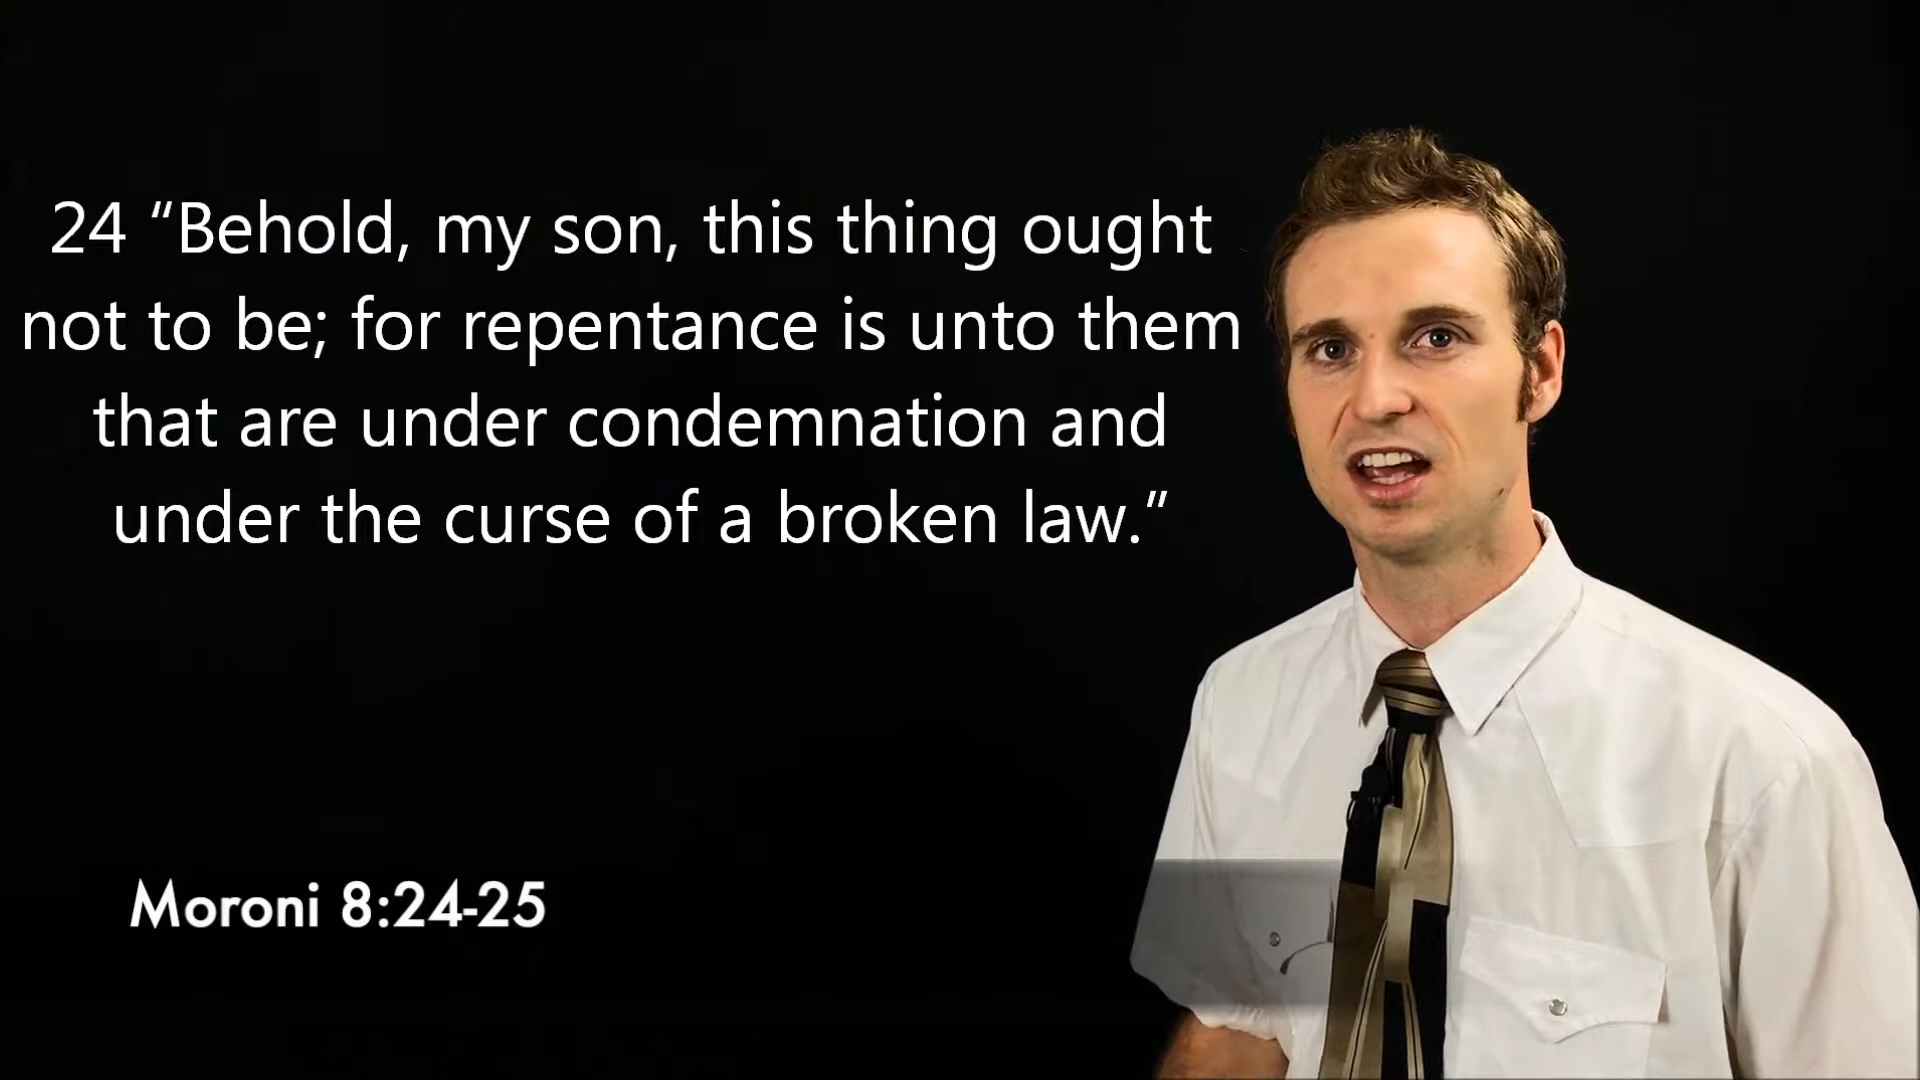 24 “Behold, my son, this thing ought
not to be; for repentance is unto them
that are under condemnation and
under the curse of a broken law.”
Moroni 8:24-25